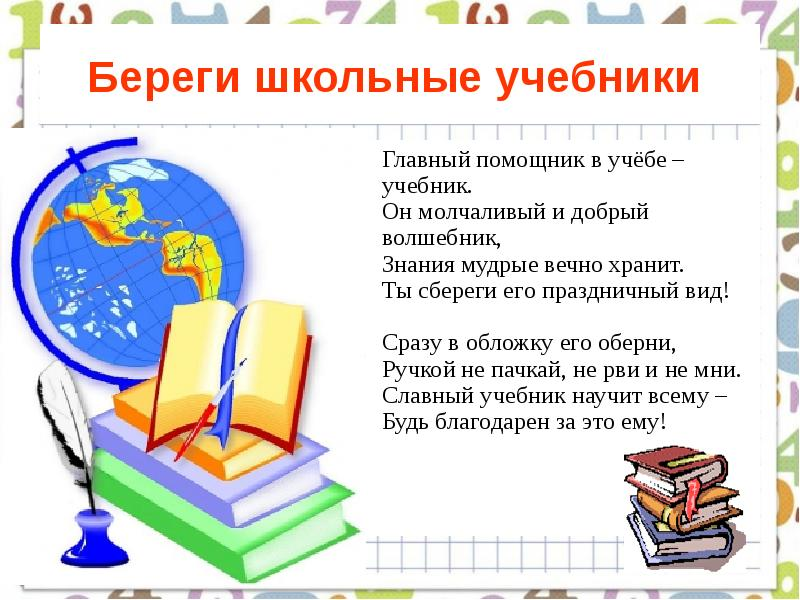 Береги школьные учебники
Главный помощник в учёбе –
учебник.
Он молчаливый и добрый
волшебник,
Знания мудрые вечно хранит.
Ты сбереги его праздничный вид!
Сразу в обложку его оберни,
Ручкой не пачкай, не рви и не мни.
Славный учебник научит всему –
Будь благодарен за это ему!